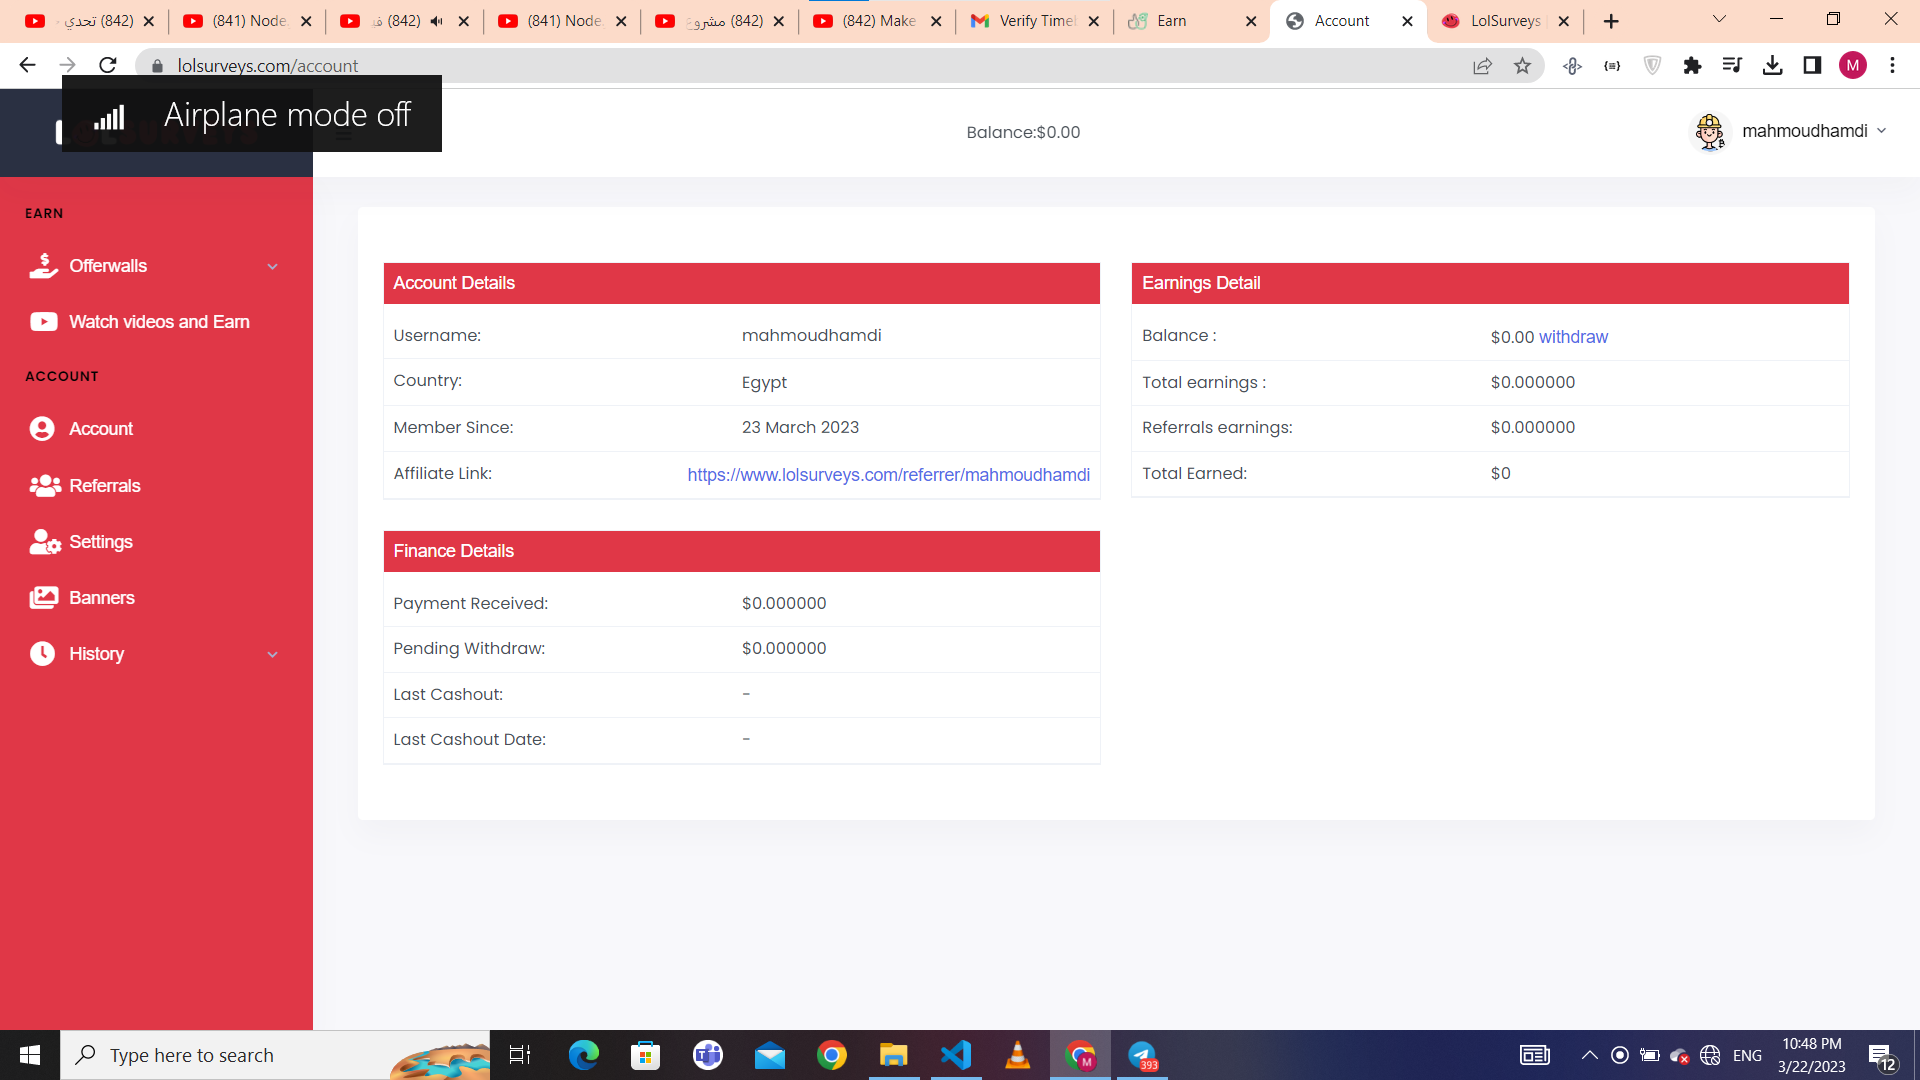 (842) تحدي
(841) Node.
(842)
(841) Node.
(842) مشروع
(842) Make
Verify Time
Earn
Account
LolSurveys
lolsurveys.com/account
M
Airplane mode off
Balance:$0.00
mahmoudhamdi
EARN
Offerwalls
Watch videos and Earn
ACCOUNT
Account
Referrals
Settings
Banners
History
Account Details
Username: mahmoudhamdi
Country: Egypt
Member Since: 23 March 2023
Affiliate Link: https://www.lolsurveys.com/referrer/mahmoudhamdi
Earnings Detail
Balance : $0.00 withdraw
Total earnings : $0.000000
Referrals earnings: $0.000000
Total Earned: $0
Finance Details
Payment Received: $0.000000
Pending Withdraw: $0.000000
Last Cashout: -
Last Cashout Date: -
Type here to search
M
393
ENG
10:48 PM
3/22/2023
12